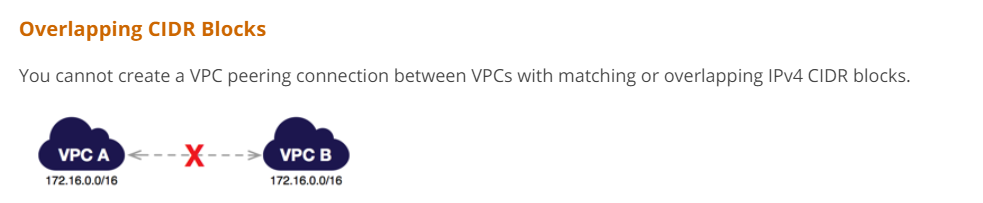 Overlapping CIDR Blocks
You cannot create a VPC peering connection between VPCs with matching or overlapping IPv4 CIDR blocks.
VPC A X VPC B
172.16.0.0/16 172.16.0.0/16